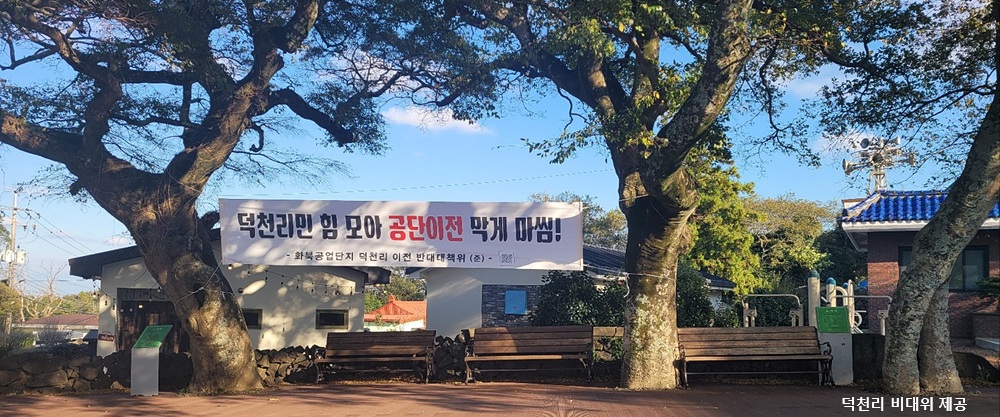 덕천리민 힘 모아 공단이전 막게 마씸!
- 화북공업단지 덕천리 이전 반대대책위 (준) -
덕천리 비대위 제공